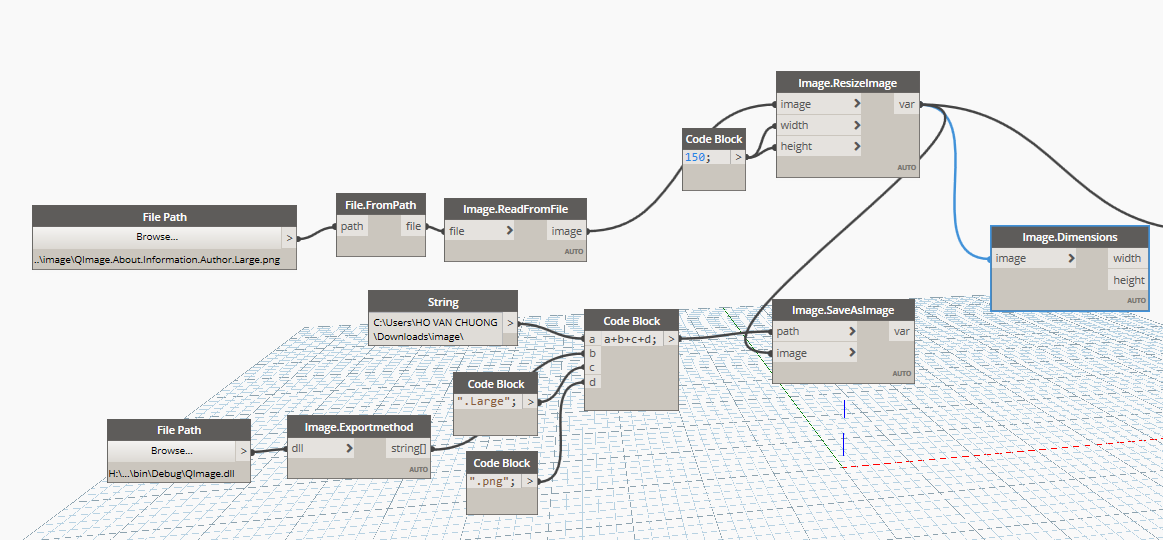 Image.ResizeImage
image > var
width >
height >
AUTO
Code Block
150; >
File Path
Browse...
>
..\image\QImage.About.Information.Author.Large.png
File.FromPath
path file
Image.ReadFromFile
file > image
AUTO
Image.Dimensions
image > width
height
AUTO
String
C:\Users\HO VAN CHUONG
\Downloads\image\
>
Code Block
a a+b+c+d; >
b
c
d
Image.SaveAsImage
path > var
image >
AUTO
Code Block
".Large"; >
File Path
Browse...
>
H:\...\bin\Debug\QImage.dll
Image.Exportmethod
dll > string[]
AUTO
Code Block
".png"; >